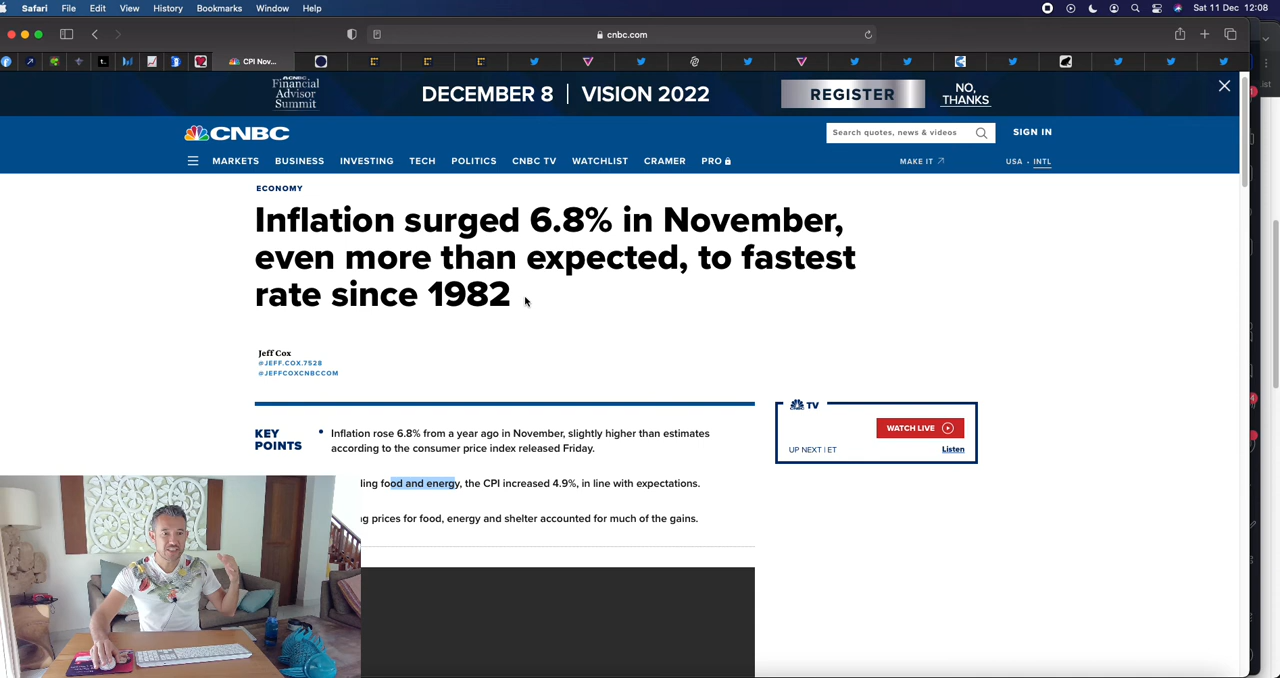 Safari File Edit View History Bookmarks Window Help
Sat 11 Dec 12:08
cnbc.com
CPI Nov...
CNBC
Financial
Advisor
Summit
DECEMBER 8 | VISION 2022
REGISTER
NO,
THANKS
CNBC
Search quotes, news & videos
SIGN IN
MARKETS BUSINESS INVESTING TECH POLITICS CNBC TV WATCHLIST CRAMER PRO
MAKE IT
USA • INTL
ECONOMY
Inflation surged 6.8% in November,
even more than expected, to fastest
rate since 1982
Jeff Cox
@JEFF.COX.7528
@JEFFCOXCNBCCOM
KEY
POINTS
• Inflation rose 6.8% from a year ago in November, slightly higher than estimates
according to the consumer price index released Friday.
ling food and energy, the CPI increased 4.9%, in line with expectations.
g prices for food, energy and shelter accounted for much of the gains.
TV
WATCH LIVE
UP NEXT | ET
Listen